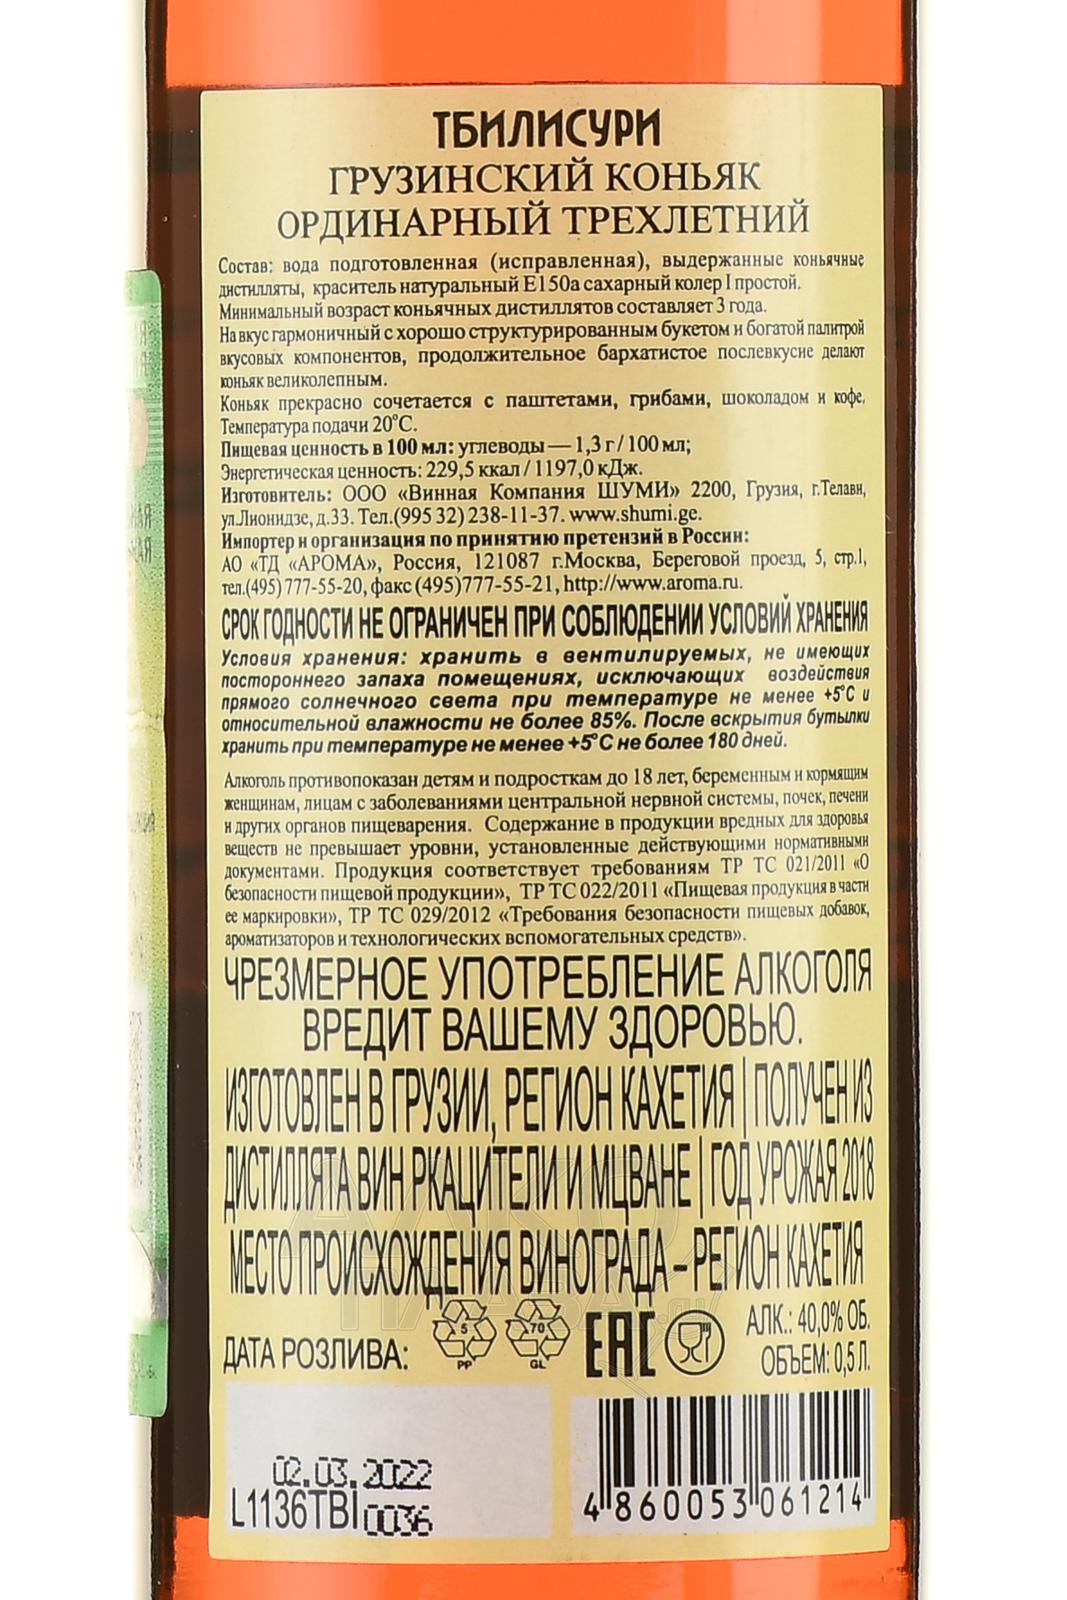 ТБИЛИСУРИ
ГРУЗИНСКИЙ КОНЬЯК
ОРДИНАРНЫЙ ТРЕХЛЕТНИЙ
Состав: вода подготовленная (исправленная), выдержанные коньячные
дистилляты, краситель натуральный Е150а сахарный колер I простой.
Минимальный возраст коньячных дистиллятов составляет 3 года.
На вкус гармоничный с хорошо структурированным букетом и богатой палитрой
вкусовых компонентов, продолжительное бархатистое послевкусие делают
коньяк великолепным.
Коньяк прекрасно сочетается с паштетами, грибами, шоколадом и кофе,
Температура подачи 20°С.
Пищевая ценность в 100 мл: углеводы — 1,3 г / 100 мл;
Энергетическая ценность: 229,5 ккал / 1197,0 кДж.
Изготовитель: ООО «Винная Компания ШУМИ» 2200, Грузия, г.Телави,
ул.Лионидзе, д.33. Тел.(995 32) 238-11-37. www.shumi.ge.
Импортер и организация по принятию претензий в России:
АО «ТД «АРОМА», Россия, 121087 г.Москва, Береговой проезд, 5, стр.1,
тел.(495) 777-55-20, факс (495)777-55-21, http://www.aroma.ru.
СРОК ГОДНОСТИ НЕ ОГРАНИЧЕН ПРИ СОБЛЮДЕНИИ УСЛОВИЙ ХРАНЕНИЯ
Условия хранения: хранить в вентилируемых, не имеющих
постороннего запаха помещениях, исключающих воздействия
прямого солнечного света при температуре не менее +5°С и
относительной влажности не более 85%. После вскрытия бутылки
хранить при температуре не менее +5°С не более 180 дней.
Алкоголь противопоказан детям и подросткам до 18 лет, беременным и кормящим
женщинам, лицам с заболеваниями центральной нервной системы, почек, печени
и других органов пищеварения. Содержание в продукции вредных для здоровья
веществ не превышает уровни, установленные действующими нормативными
документами. Продукция соответствует требованиям ТР ТС 021/2011 «О
безопасности пищевой продукции», ТР ТС 022/2011 «Пищевая продукция в части
ее маркировки», ТР ТС 029/2012 «Требования безопасности пищевых добавок,
ароматизаторов и технологических вспомогательных средств».
ЧРЕЗМЕРНОЕ УПОТРЕБЛЕНИЕ АЛКОГОЛЯ
ВРЕДИТ ВАШЕМУ ЗДОРОВЬЮ.
ИЗГОТОВЛЕН В ГРУЗИИ, РЕГИОН КАХЕТИЯ | ПОЛУЧЕН ИЗ
ДИСТИЛЛЯТА ВИН РКАЦИТЕЛИ И МЦВАНЕ | ГОД УРОЖАЯ 2018
МЕСТО ПРОИСХОЖДЕНИЯ ВИНОГРАДА – РЕГИОН КАХЕТИЯ
ДАТА РОЗЛИВА:
5
PP
70
GL
EAC
АЛК.: 40,0% ОБ.
ОБЪЕМ: 0,5 Л.
02.03.2022
L1136TBI 0036
4 860053 061214